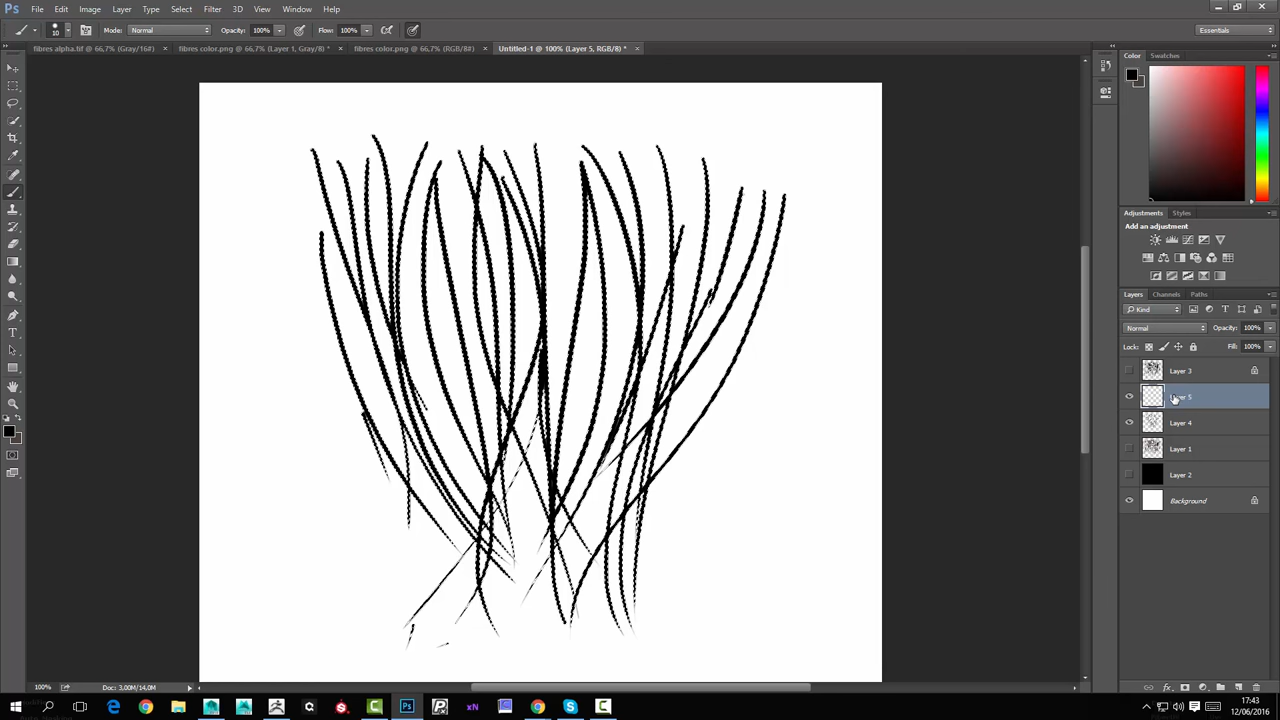 Ps File Edit Image Layer Type Select Filter 3D View Window Help
10 Mode: Normal Opacity: 100% Flow: 100% Essentials
fibres alpha.tif @ 66,7% (Gray/16#) × fibres color.png @ 66,7% (Layer 1, Gray/8) * × fibres color.png @ 66,7% (RGB/8#) × Untitled-1 @ 100% (Layer 5, RGB/8) * ×
Color Swatches
Adjustments Styles
Add an adjustment
Layers Channels Paths
Kind
Normal Opacity: 100%
Lock: Fill: 100%
Layer 3
Layer 5
Layer 4
Layer 1
Layer 2
Background
100% Doc: 3,00M/14,0M
17:43
12/06/2016